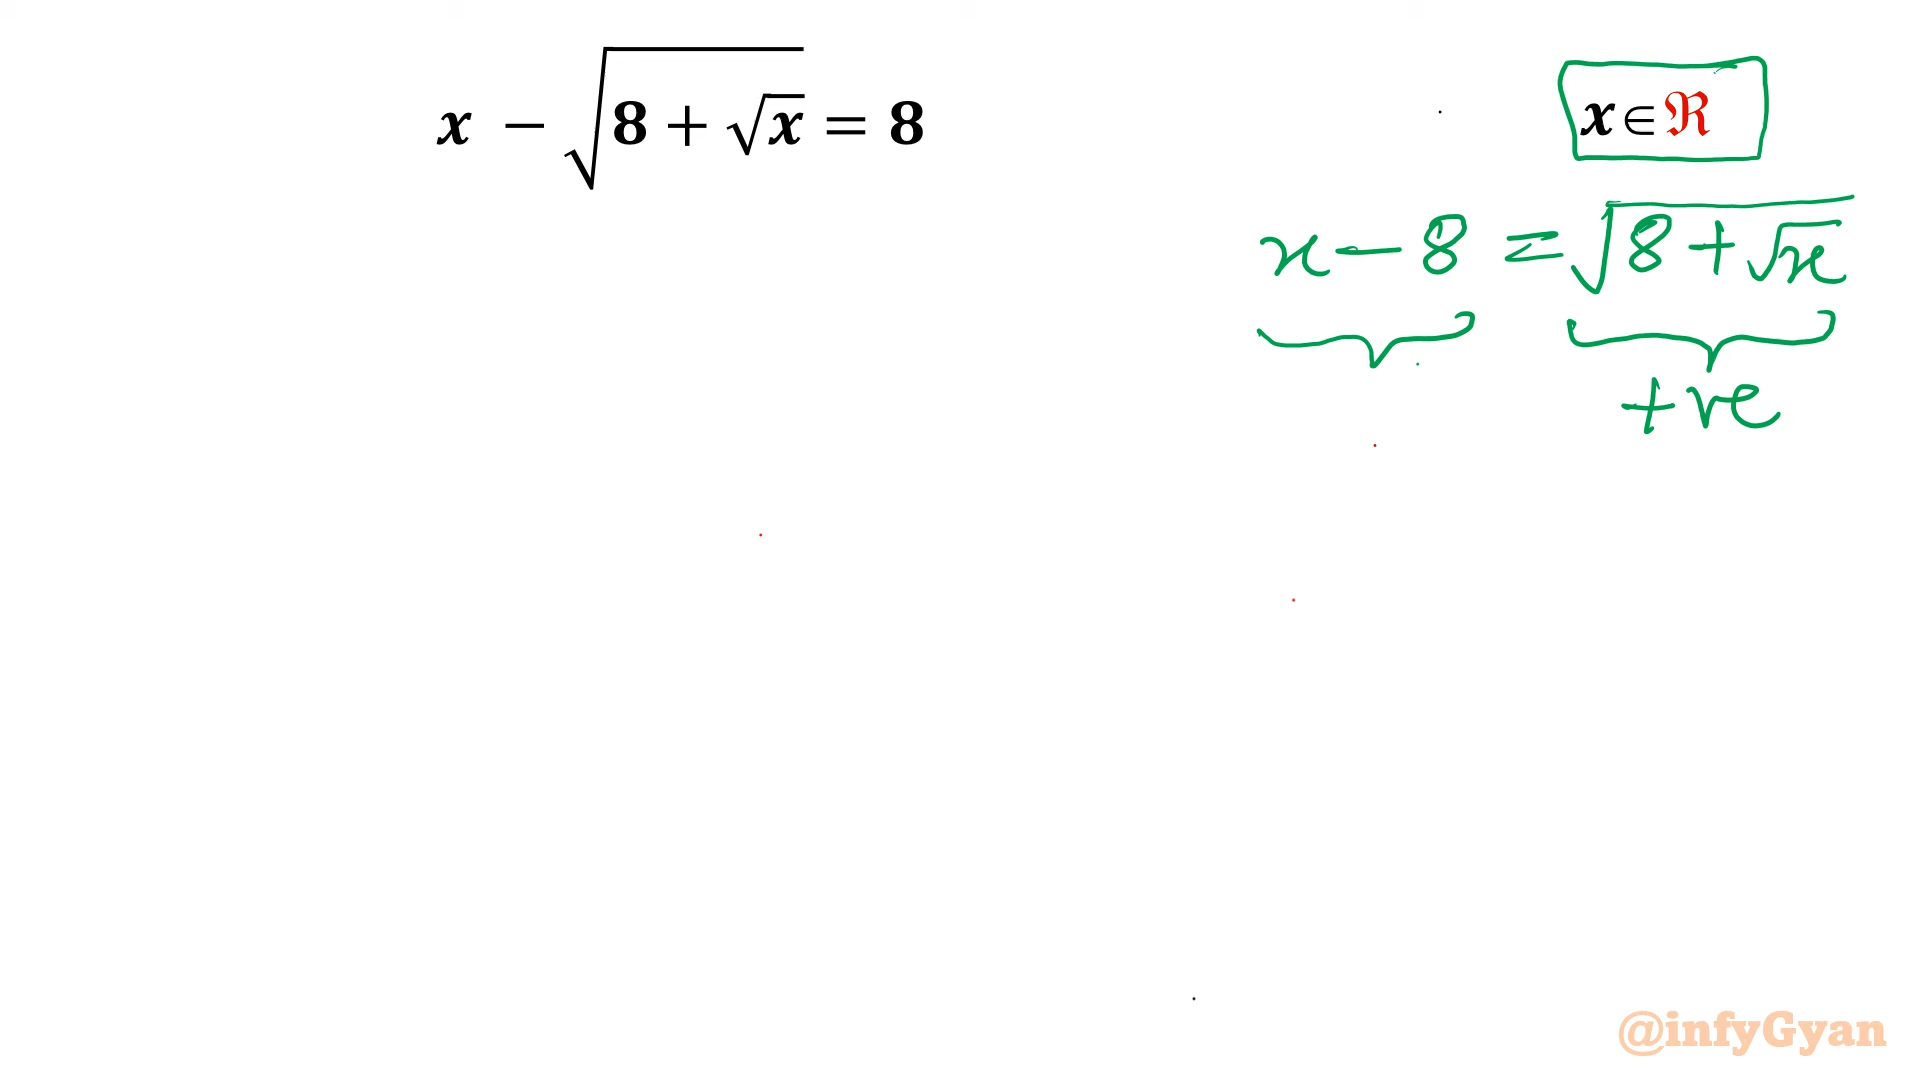 x − √(8 + √x) = 8
x ∈ ℜ
x − 8 = √(8 + √x)
+ve
@infyGyan